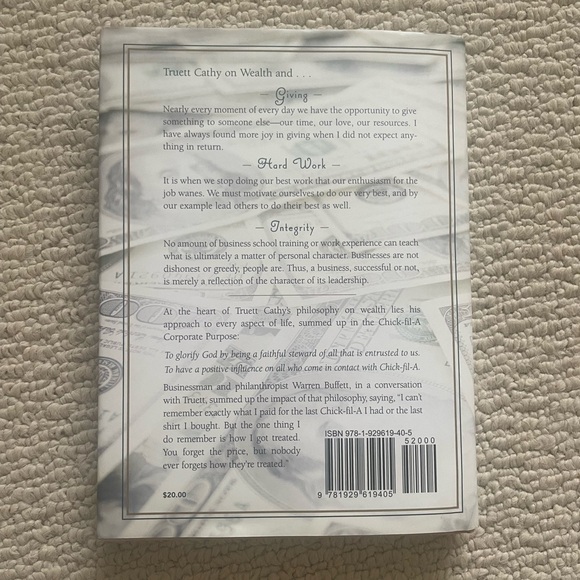 Truett Cathy on Wealth and . . .
— Giving —
Nearly every moment of every day we have the opportunity to give
something to someone else—our time, our love, our resources. I
have always found more joy in giving when I did not expect any-
thing in return.
— Hard Work —
It is when we stop doing our best work that our enthusiasm for the
job wanes. We must motivate ourselves to do our very best, and by
our example lead others to do their best as well.
— Integrity —
No amount of business school training or work experience can teach
what is ultimately a matter of personal character. Businesses are not
dishonest or greedy, people are. Thus, a business, successful or not,
is merely a reflection of the character of its leadership.
At the heart of Truett Cathy's philosophy on wealth lies his
approach to every aspect of life, summed up in the Chick-fil-A
Corporate Purpose:
To glorify God by being a faithful steward of all that is entrusted to us.
To have a positive influence on all who come in contact with Chick-fil-A.
Businessman and philanthropist Warren Buffett, in a conversation
with Truett, summed up the impact of that philosophy, saying, "I can't
remember exactly what I paid for the last Chick-fil-A I had or the last
shirt I bought. But the one thing I
do remember is how I got treated.
You forget the price, but nobody
ever forgets how they're treated."
ISBN 978-1-929619-40-5
52000
9 781929 619405
$20.00